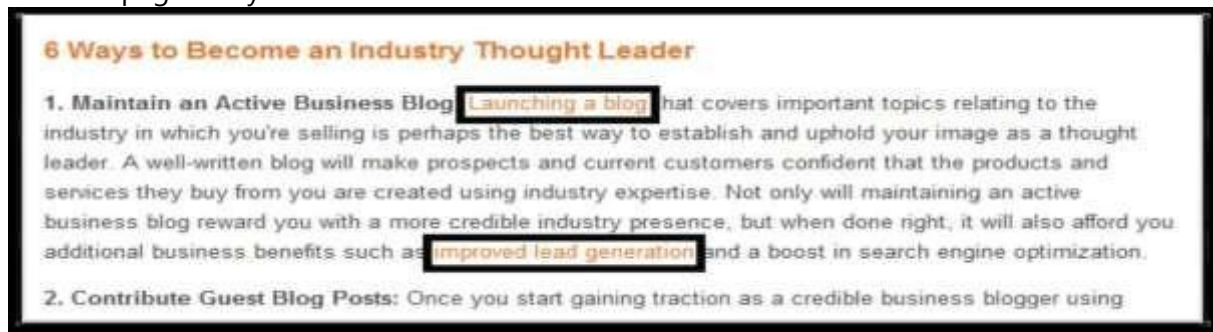 6 Ways to Become an Industry Thought Leader
1. Maintain an Active Business Blog Launching a blog hat covers important topics relating to the
industry in which you're selling is perhaps the best way to establish and uphold your image as a thought
leader. A well-written blog will make prospects and current customers confident that the products and
services they buy from you are created using industry expertise. Not only will maintaining an active
business blog reward you with a more credible industry presence, but when done right, it will also afford you
additional business benefits such as improved lead generation and a boost in search engine optimization.
2. Contribute Guest Blog Posts: Once you start gaining traction as a credible business blogger using